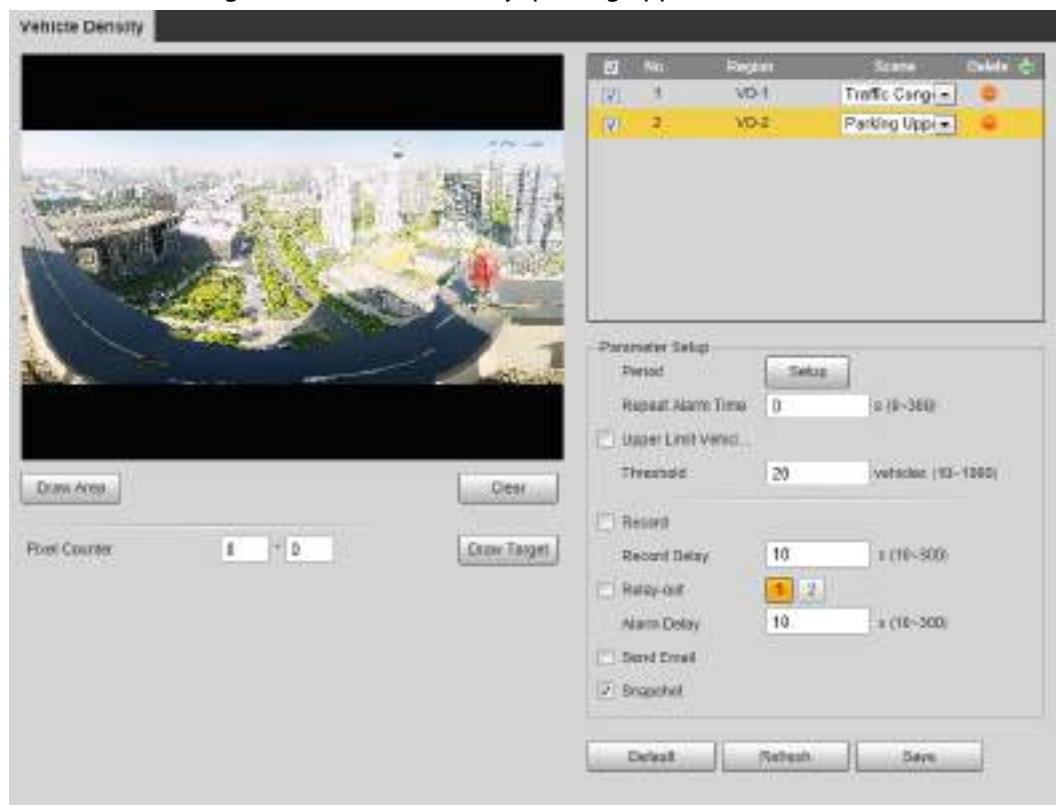 Vehicle Density
No. Region Scene Delete
1 VD-1 Traffic Cong
2 VD-2 Parking Upp
Parameter Setup
Period Setup
Repeat Alarm Time 0 s (0~300)
Upper Limit Vehicl...
Threshold 20 vehicles (10~1000)
Draw Area Clear
Record
Pixel Counter * 0 Draw Target
Record Delay 10 s (10~300)
Relay-out 1 2
Alarm Delay 10 s (10~300)
Send Email
Snapshot
Default Refresh Save